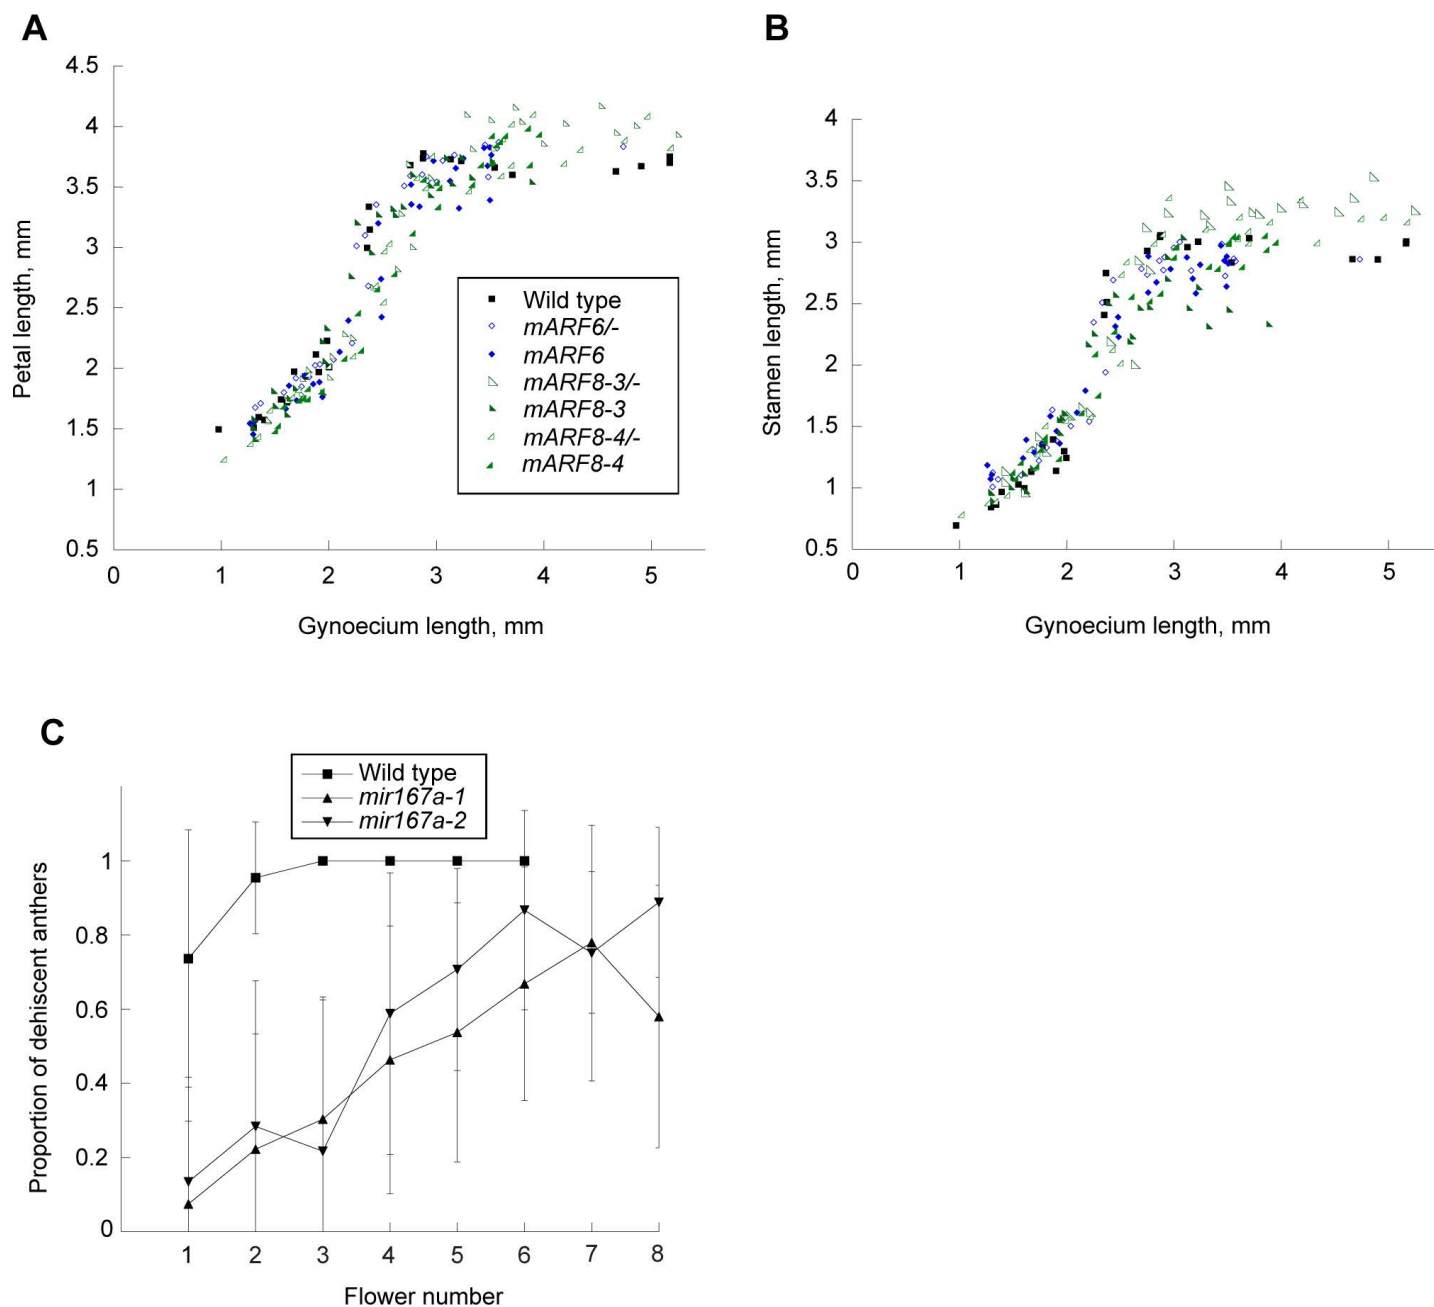 A
4.5
4
3.5
3
2.5
2
1.5
1
0.5
0 1 2 3 4 5
Petal length, mm
Gynoecium length, mm
Wild type
mARF6/-
mARF6
mARF8-3/-
mARF8-3
mARF8-4/-
mARF8-4
B
4
3.5
3
2.5
2
1.5
1
0.5
0 1 2 3 4 5
Stamen length, mm
Gynoecium length, mm
C
Wild type
mir167a-1
mir167a-2
1
0.8
0.6
0.4
0.2
0
1 2 3 4 5 6 7 8
Proportion of dehiscent anthers
Flower number